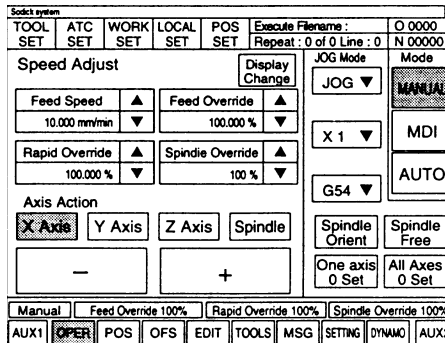 Sodick system
TOOL SET ATC SET WORK SET LOCAL SET POS SET Execute Filename : O 0000
Repeat : 0 of 0 Line : 0 N 00000
Speed Adjust Display Change JOG Mode Mode
JOG ▼ MANUAL
Feed Speed ▲ Feed Override ▲
10.000 mm/min ▼ 100.000 % ▼
X 1 ▼ MDI
Rapid Override ▲ Spindie Override ▲
100.000 % ▼ 100 % ▼
G54 ▼ AUTO
Axis Action
X Axis Y Axis Z Axis Spindle Spindle Orient Spindle Free
− + One axis 0 Set All Axes 0 Set
Manual Feed Override 100% Rapid Override 100% Spindle Override 100%
AUX1 OPER POS OFS EDIT TOOLS MSG SETTING DYNAMO AUX